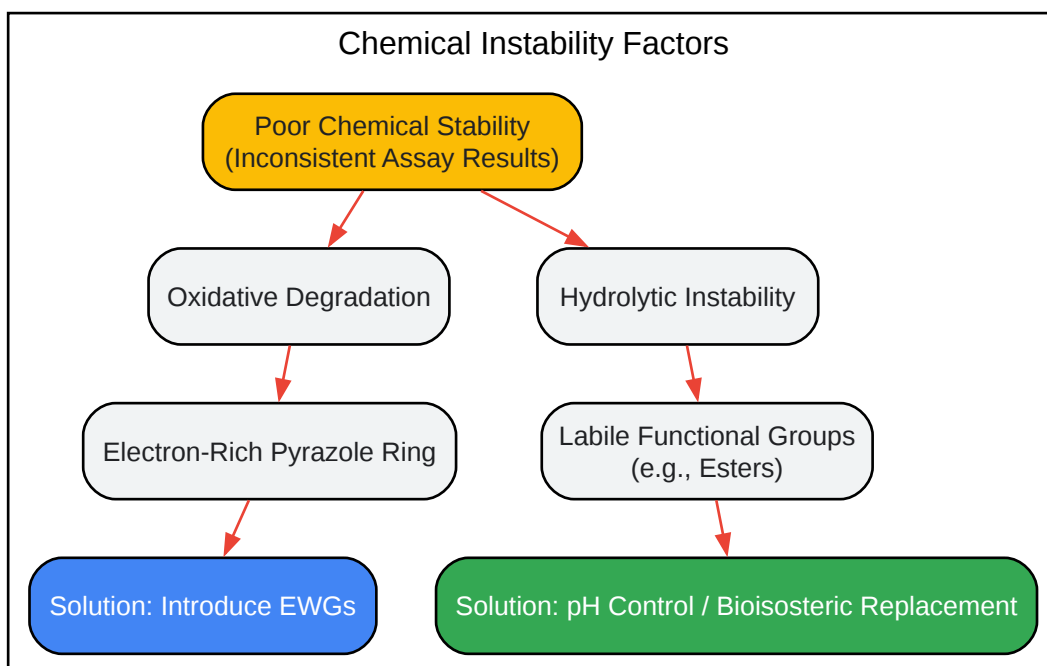 Chemical Instability Factors
Poor Chemical Stability
(Inconsistent Assay Results)
Oxidative Degradation
Hydrolytic Instability
Electron-Rich Pyrazole Ring
Labile Functional Groups
(e.g., Esters)
Solution: Introduce EWGs
Solution: pH Control / Bioisosteric Replacement